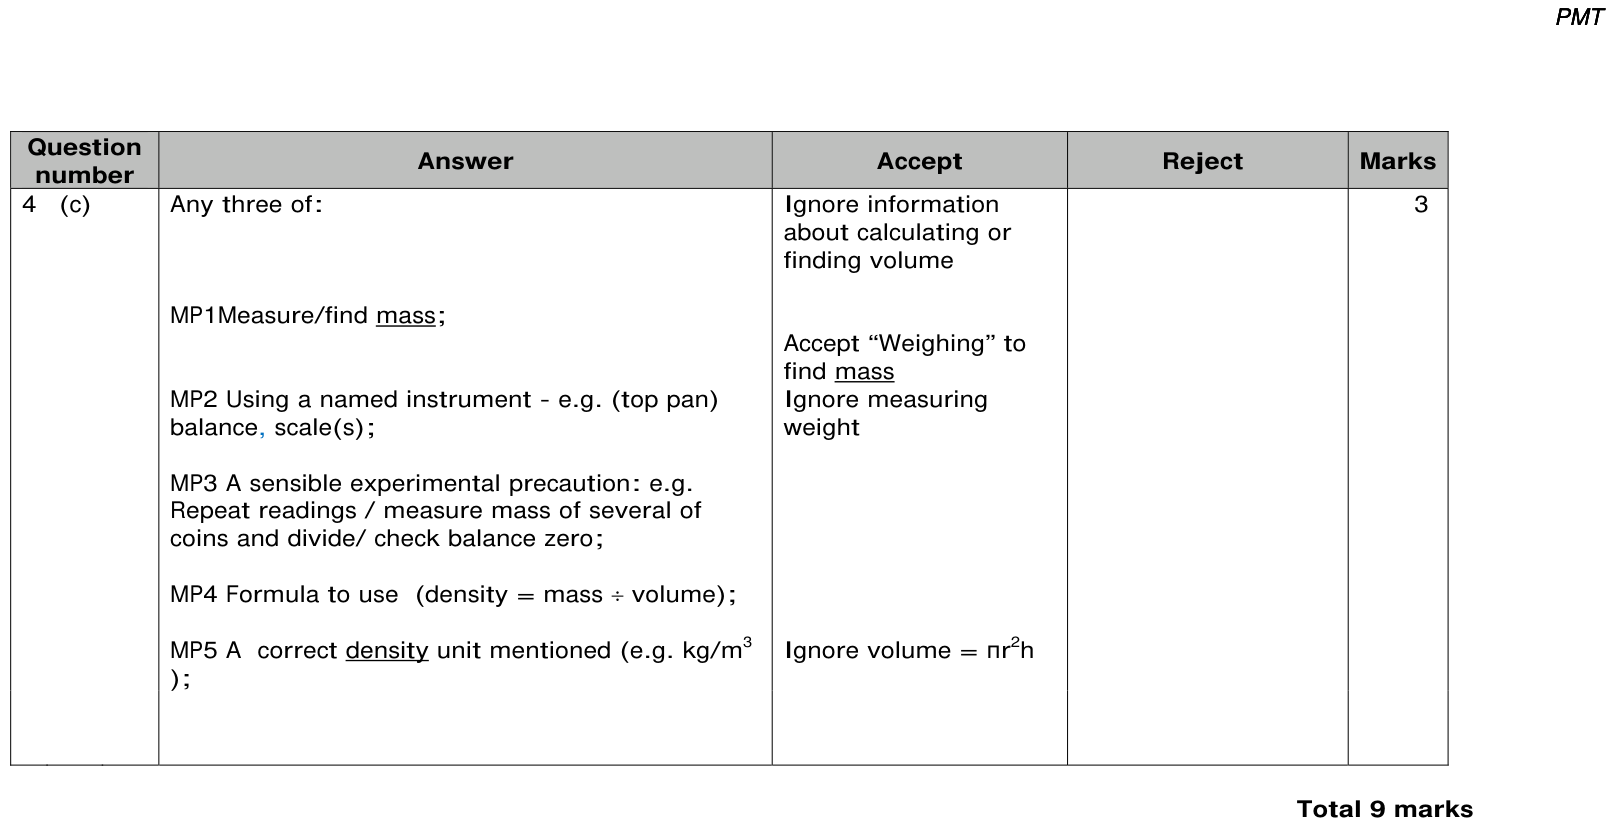 PMT
Question number
Answer
Accept
Reject
Marks
4 (c)
Any three of:
Ignore information
about calculating or
finding volume
3
MP1Measure/find mass;
Accept “Weighing” to
find mass
MP2 Using a named instrument - e.g. (top pan)
balance, scale(s);
Ignore measuring
weight
MP3 A sensible experimental precaution: e.g.
Repeat readings / measure mass of several of
coins and divide/ check balance zero;
MP4 Formula to use (density = mass ÷ volume);
MP5 A correct density unit mentioned (e.g. kg/m³
);
Ignore volume = πr²h
Total 9 marks